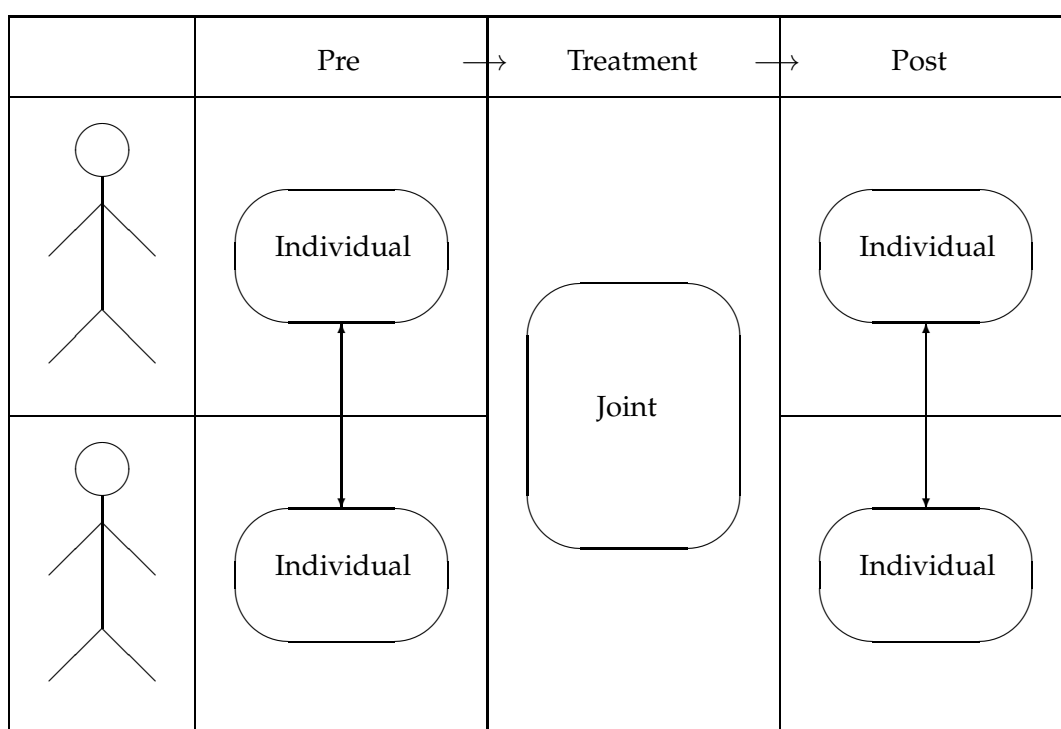 Pre → Treatment → Post
Individual Individual
Joint
Individual Individual